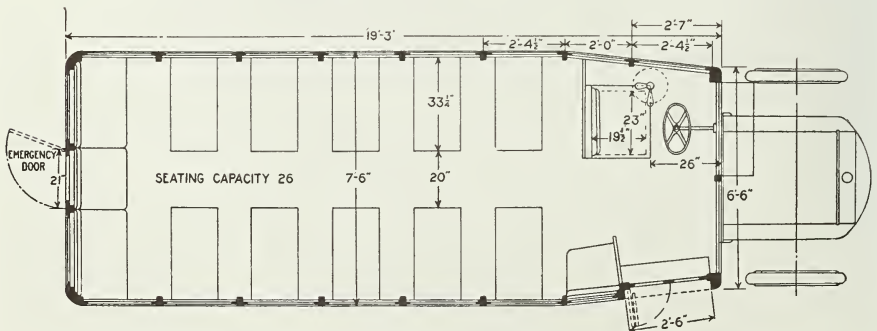 2'-7"
19'-3'
2'-4½" 2'-0" 2'-4½"
33¼"
23"
19½"
EMERGENCY
DOOR
21"
SEATING CAPACITY 26
7'-6"
20"
26"
6'-6"
2'-6"